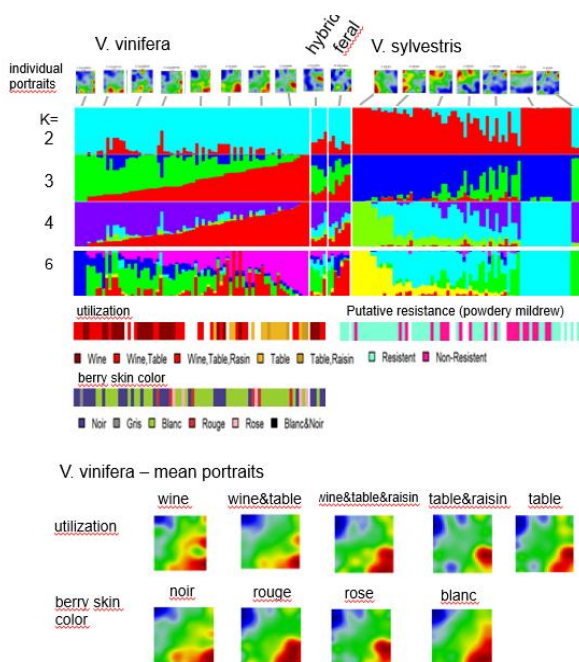 V. vinifera
hybrid
feral
V. sylvestris
individual
portraits
K=
2
3
4
6
utilization
Putative resistance (powdery mildrew)
Wine
Wine,Table
Wine,Table,Rasin
Table
Table,Raisin
Resistent
Non-Resistent
berry skin color
Noir
Gris
Blanc
Rouge
Rose
Blanc&Noir
V. vinifera – mean portraits
wine
wine&table
wine&table&raisin
table&raisin
table
utilization
noir
rouge
rose
blanc
berry skin
color